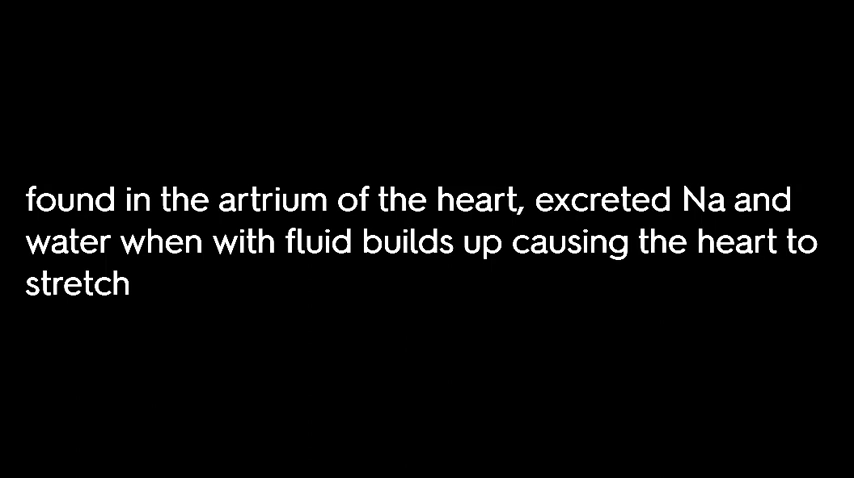 found in the artrium of the heart, excreted Na and
water when with fluid builds up causing the heart to
stretch